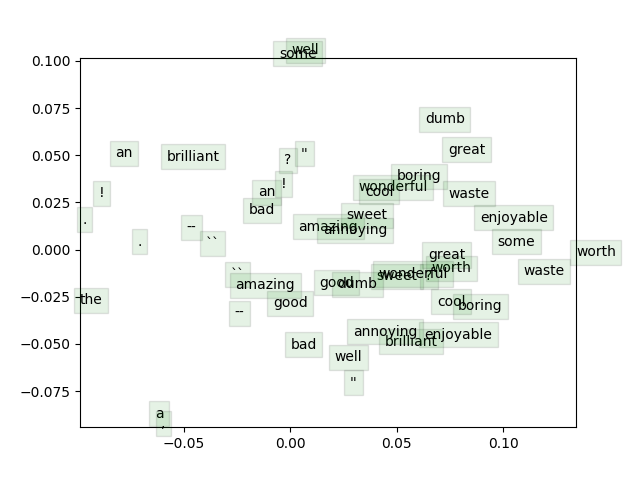 well
some
0.100
dumb
0.075
great
an
brilliant
"
?
0.050
boring
!
wonderful
cool
waste
!
an
0.025
bad
sweet
enjoyable
.
amazing
annoying
--
``
.
some
worth
0.000
great
worth
waste
``
wonderful
sweet
?
amazing
good
dumb
the
−0.025
good
cool
boring
--
annoying
enjoyable
brilliant
bad
−0.050
well
"
−0.075
a
,
−0.05
0.00
0.05
0.10